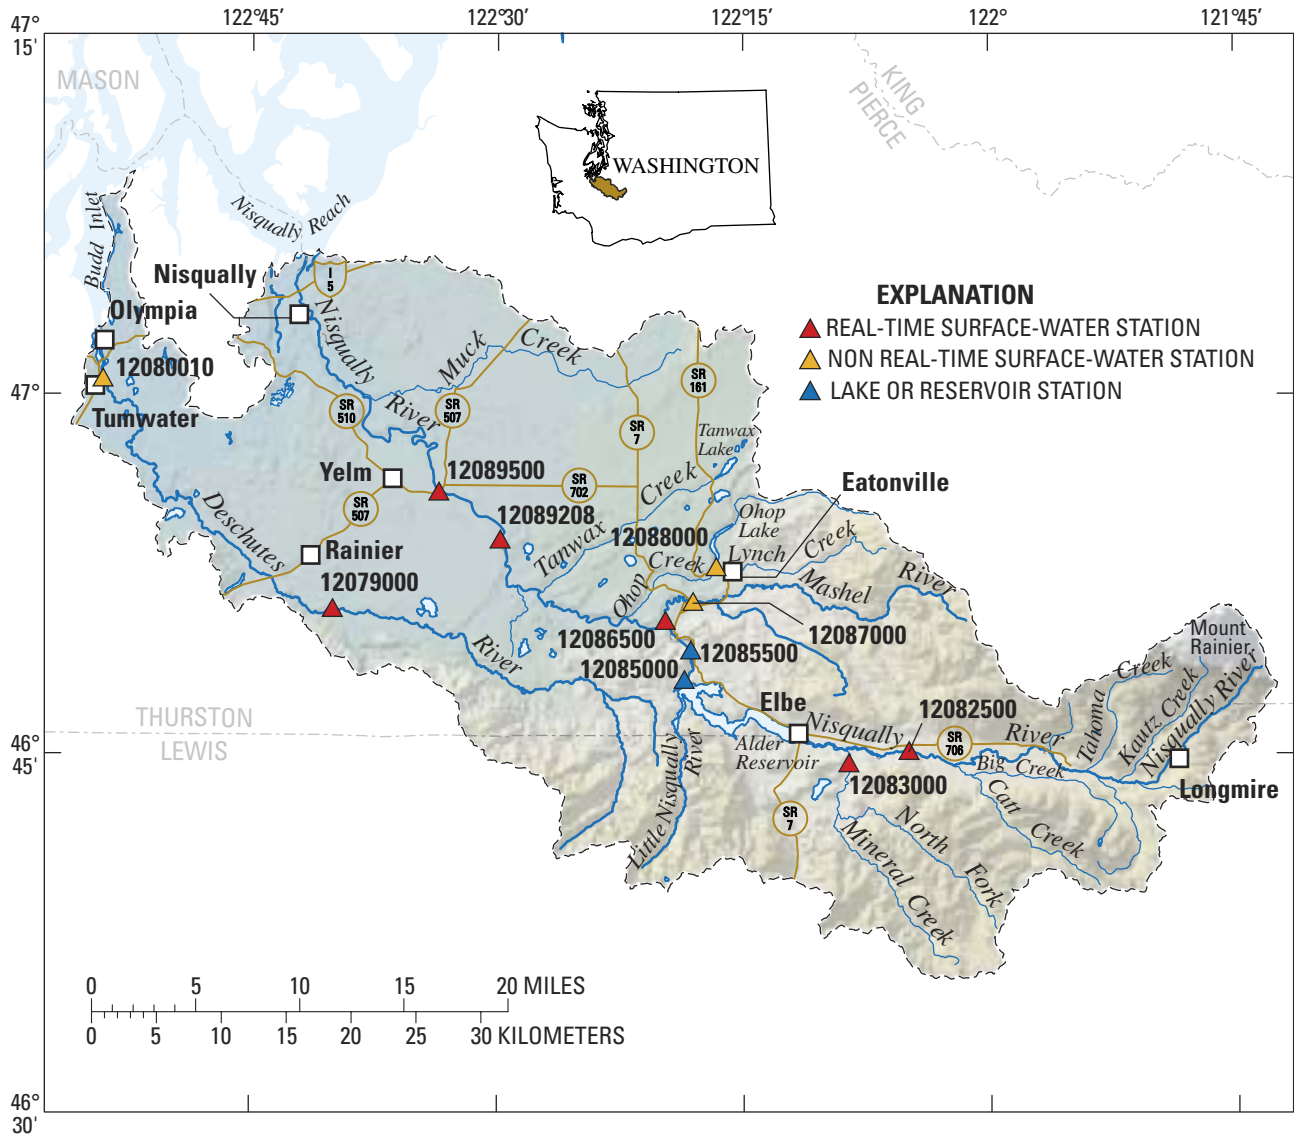 122°45'
122°30'
122°15'
122°
121°45'
47°
15'
MASON
KING
PIERCE
WASHINGTON
Budd Inlet
Nisqually Reach
Nisqually
I
5
EXPLANATION
REAL-TIME SURFACE-WATER STATION
NON REAL-TIME SURFACE-WATER STATION
LAKE OR RESERVOIR STATION
Olympia
12080010
Tumwater
47°
Nisqually
River
Muck
Creek
SR
510
SR
507
SR
161
SR
7
Tanwax
Lake
Yelm
12089500
SR
702
Creek
Tanwax
Eatonville
SR
507
12089208
12088000
Ohop
Lake
Lynch
Creek
Deschutes
Rainier
12079000
Ohop
Creek
Mashel
River
12086500
12087000
12085500
12085000
River
Mount
Rainier
Creek
Tahoma
Kautz Creek
Nisqually River
THURSTON
LEWIS
Elbe
Nisqually
12082500
River
SR
706
46°
45'
Alder
Reservoir
Big Creek
Longmire
12083000
Little Nisqually
River
SR
7
Catt
Creek
North
Fork
Mineral
Creek
0 5 10 15 20 MILES
0 5 10 15 20 25 30 KILOMETERS
46°
30'